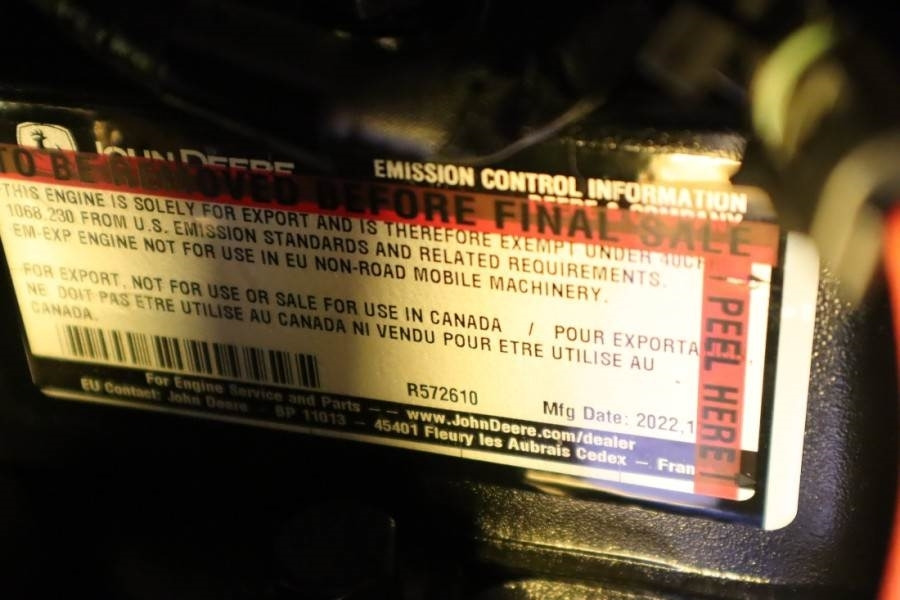 JOHN DEERE
EMISSION CONTROL INFORMATION
DEERE & COMPANY
TO BE REMOVED BEFORE FINAL SALE
THIS ENGINE IS SOLELY FOR EXPORT AND IS THEREFORE EXEMPT UNDER 40CFR
1068.230 FROM U.S. EMISSION STANDARDS AND RELATED REQUIREMENTS.
EM-EXP ENGINE NOT FOR USE IN EU NON-ROAD MOBILE MACHINERY.
FOR EXPORT, NOT FOR USE OR SALE FOR USE IN CANADA / POUR EXPORTA
NE DOIT PAS ETRE UTILISE AU CANADA NI VENDU POUR ETRE UTILISE AU
CANADA.
PEEL HERE!
R572610
Mfg Date: 2022,1
For Engine Service and Parts -- www.JohnDeere.com/dealer
EU Contact: John Deere - BP 11013 - 45401 Fleury les Aubrais Cedex - Fran